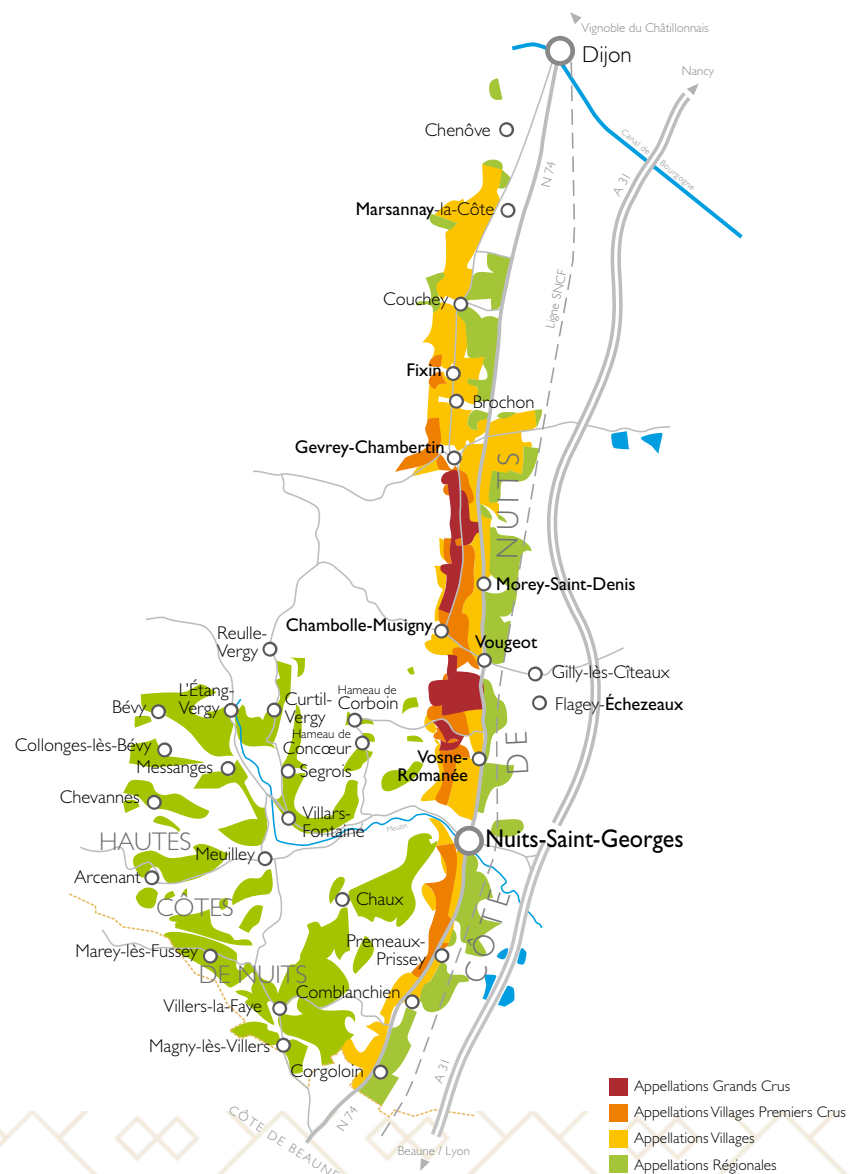 Vignoble du Châtillonnais
Dijon
Nancy
Chenôve
Canal de
Bourgogne
N 74
A 31
Marsannay-la-Côte
Ligne SNCF
Couchey
Fixin
Brochon
Gevrey-Chambertin
CÔTE DE NUITS
Morey-Saint-Denis
Chambolle-Musigny
Vougeot
Reulle-
Vergy
Gilly-lès-Cîteaux
Flagey-Échezeaux
L'Étang-
Vergy
Bévy
Curtil-
Vergy
Hameau de
Corboin
Hameau de
Concœur
Collonges-lès-Bévy
Messanges
Segrois
Vosne-
Romanée
Chevannes
Villars-
Fontaine
Meuzin
Nuits-Saint-Georges
HAUTES
CÔTES
DE NUITS
Meuilley
Arcenant
Chaux
Marey-lès-Fussey
Premeaux-
Prissey
Comblanchien
Villers-la-Faye
Magny-lès-Villers
Corgoloin
A 31
N 74
CÔTE DE BEAUNE
Beaune / Lyon
Appellations Grands Crus
Appellations Villages Premiers Crus
Appellations Villages
Appellations Régionales